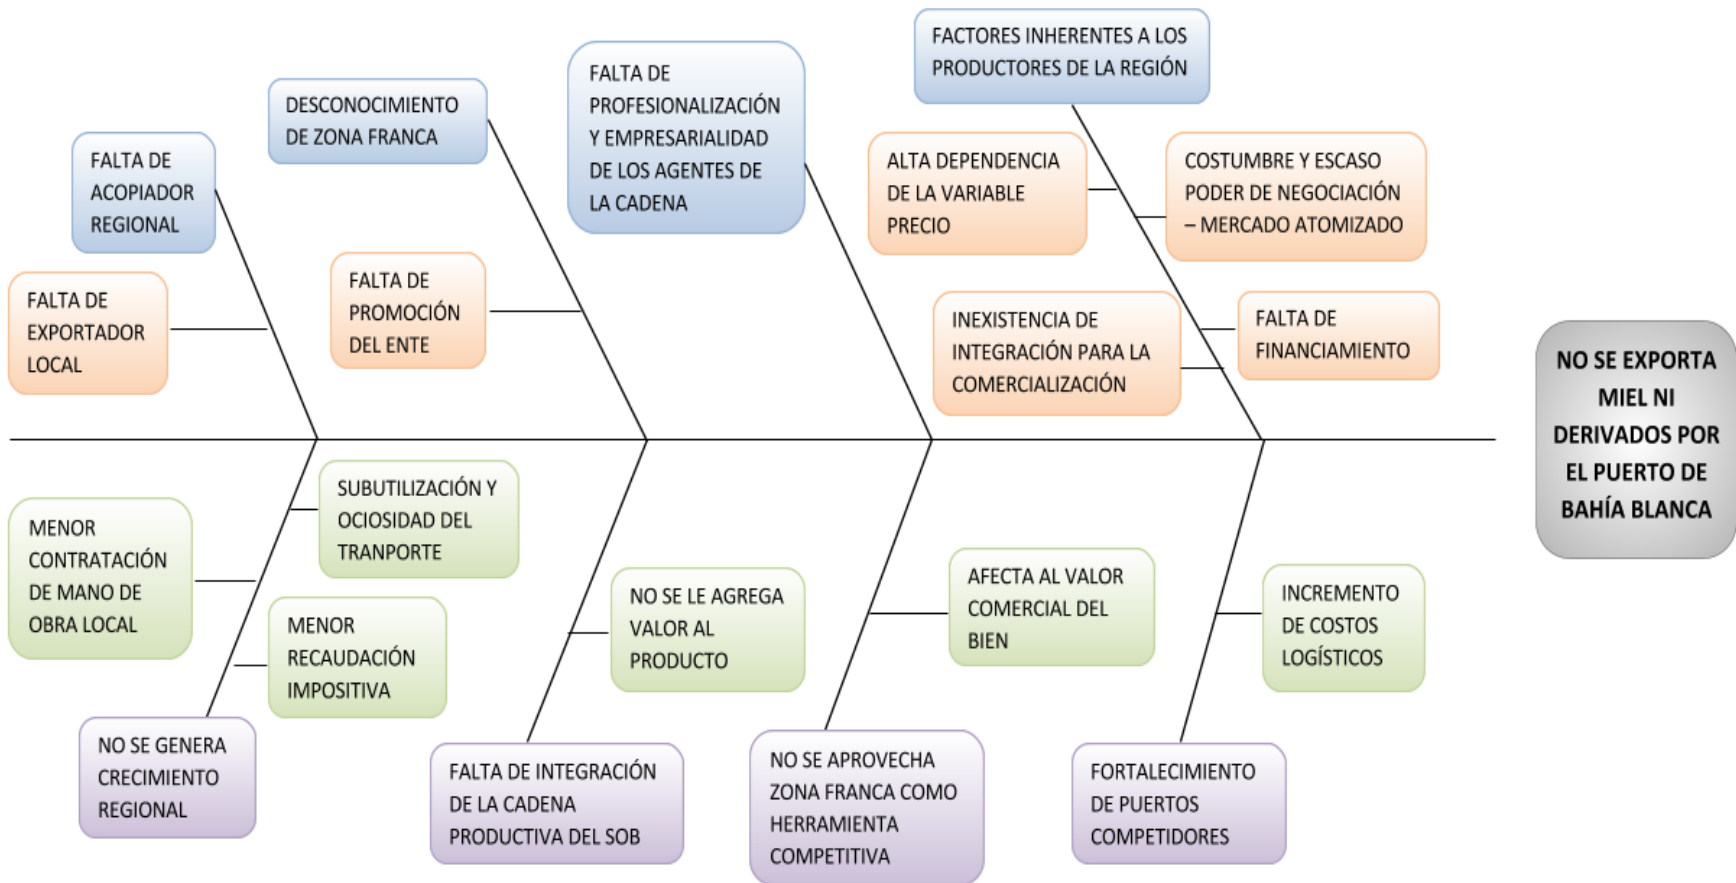 FALTA DE
ACOPIADOR
REGIONAL
DESCONOCIMIENTO
DE ZONA FRANCA
FALTA DE
PROFESIONALIZACIÓN
Y EMPRESARIALIDAD
DE LOS AGENTES DE
LA CADENA
FACTORES INHERENTES A LOS
PRODUCTORES DE LA REGIÓN
FALTA DE
EXPORTADOR
LOCAL
FALTA DE
PROMOCIÓN
DEL ENTE
ALTA DEPENDENCIA
DE LA VARIABLE
PRECIO
COSTUMBRE Y ESCASO
PODER DE NEGOCIACIÓN
– MERCADO ATOMIZADO
INEXISTENCIA DE
INTEGRACIÓN PARA LA
COMERCIALIZACIÓN
FALTA DE
FINANCIAMIENTO
NO SE EXPORTA
MIEL NI
DERIVADOS POR
EL PUERTO DE
BAHÍA BLANCA
MENOR
CONTRATACIÓN
DE MANO DE
OBRA LOCAL
SUBUTILIZACIÓN Y
OCIOSIDAD DEL
TRANPORTE
MENOR
RECAUDACIÓN
IMPOSITIVA
NO SE LE AGREGA
VALOR AL
PRODUCTO
AFECTA AL VALOR
COMERCIAL DEL
BIEN
INCREMENTO
DE COSTOS
LOGÍSTICOS
NO SE GENERA
CRECIMIENTO
REGIONAL
FALTA DE INTEGRACIÓN
DE LA CADENA
PRODUCTIVA DEL SOB
NO SE APROVECHA
ZONA FRANCA COMO
HERRAMIENTA
COMPETITIVA
FORTALECIMIENTO
DE PUERTOS
COMPETIDORES